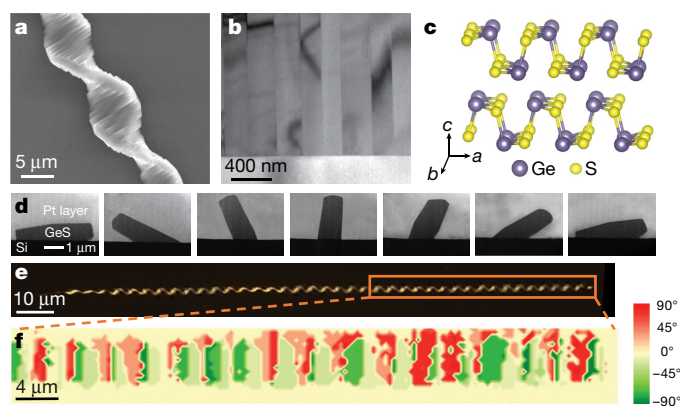 a
5 μm
b
400 nm
c
c
a
b
Ge
S
d
Pt layer
GeS
Si
1 μm
e
10 μm
f
4 μm
90°
45°
0°
−45°
−90°